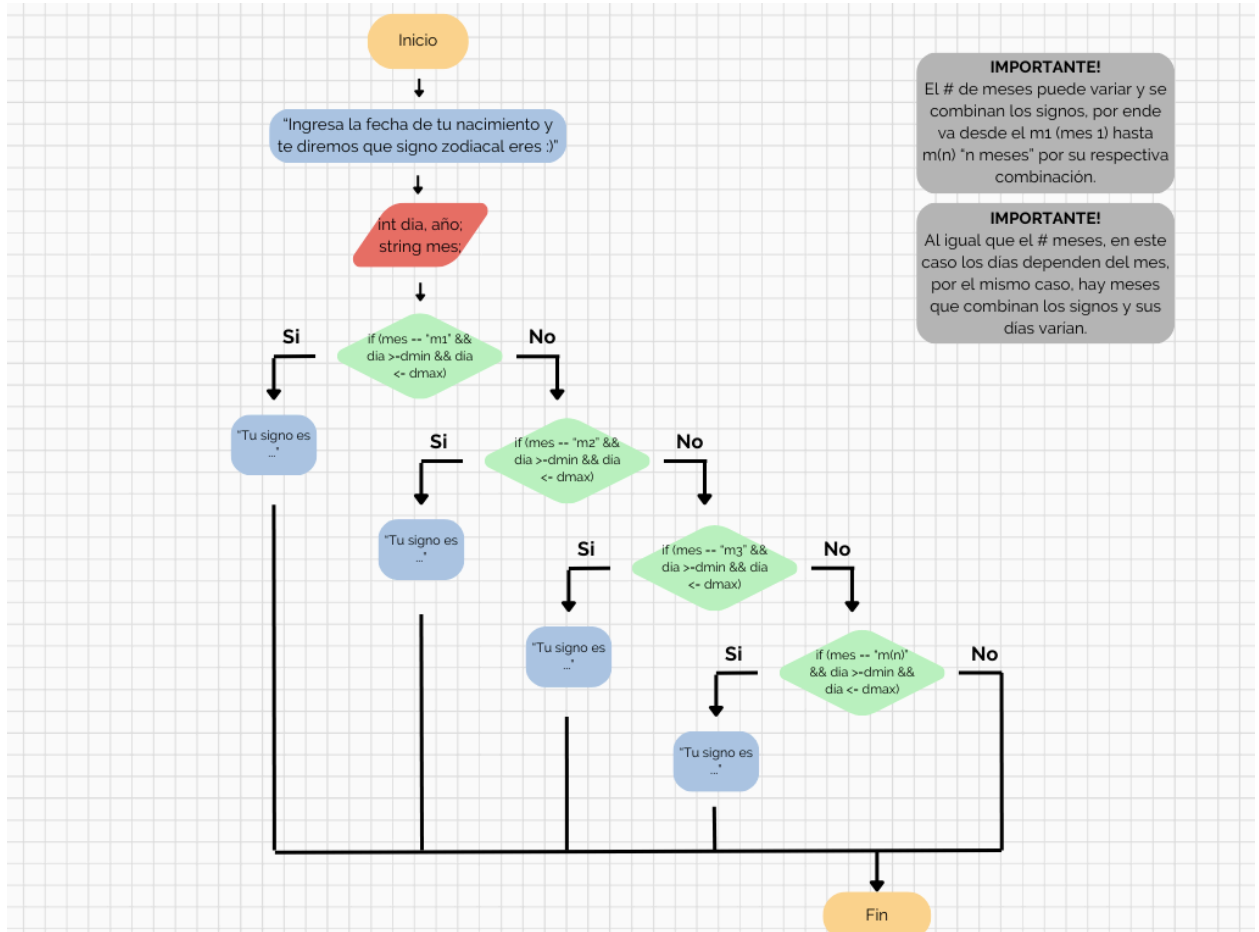 Inicio
“Ingresa la fecha de tu nacimiento y
te diremos que signo zodiacal eres :)”
int dia, año;
string mes;
IMPORTANTE!
El # de meses puede variar y se
combinan los signos, por ende
va desde el m1 (mes 1) hasta
m(n) “n meses” por su respectiva
combinación.
IMPORTANTE!
Al igual que el # meses, en este
caso los días dependen del mes,
por el mismo caso, hay meses
que combinan los signos y sus
días varian.
Si
if (mes == “m1” &&
dia >=dmin && dia
<= dmax)
No
“Tu signo es
...”
Si
if (mes == “m2” &&
dia >=dmin && dia
<= dmax)
No
“Tu signo es
...”
Si
if (mes == “m3” &&
dia >=dmin && dia
<= dmax)
No
“Tu signo es
...”
Si
if (mes == “m(n)”
&& dia >=dmin &&
dia <= dmax)
No
“Tu signo es
...”
Fin